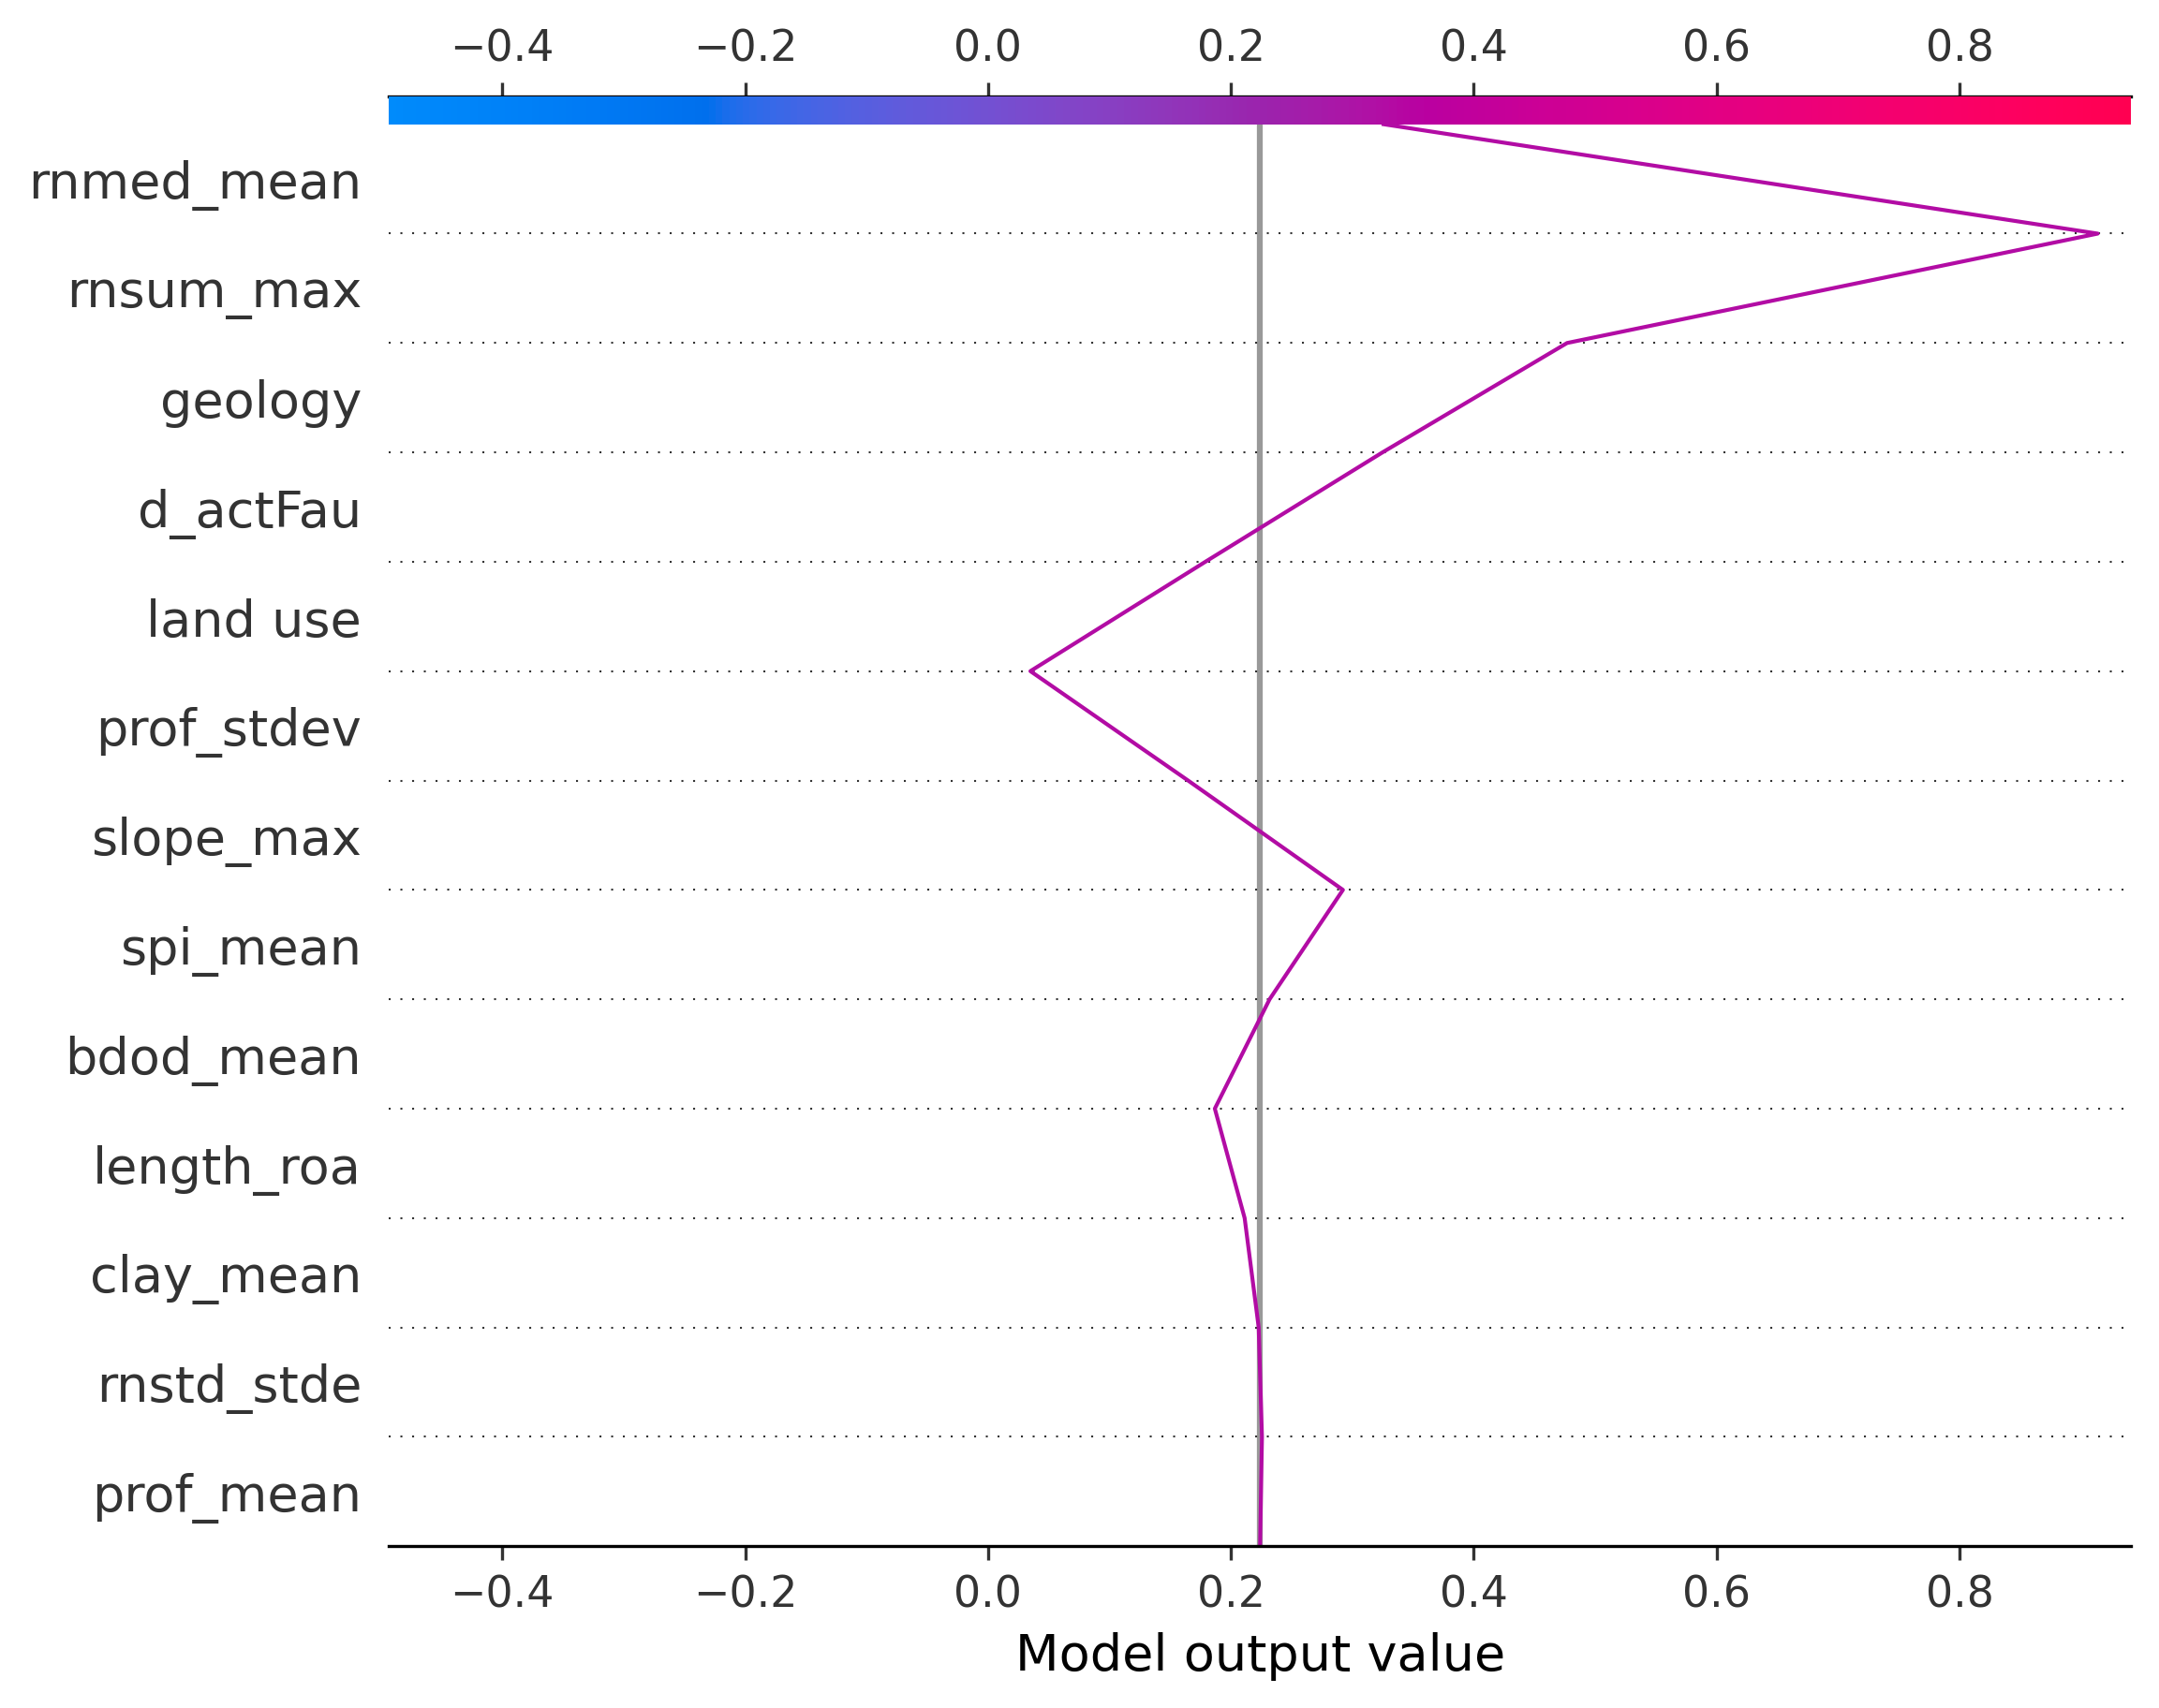 −0.4 −0.2 0.0 0.2 0.4 0.6 0.8
rnmed_mean
rnsum_max
geology
d_actFau
land use
prof_stdev
slope_max
spi_mean
bdod_mean
length_roa
clay_mean
rnstd_stde
prof_mean
−0.4 −0.2 0.0 0.2 0.4 0.6 0.8
Model output value